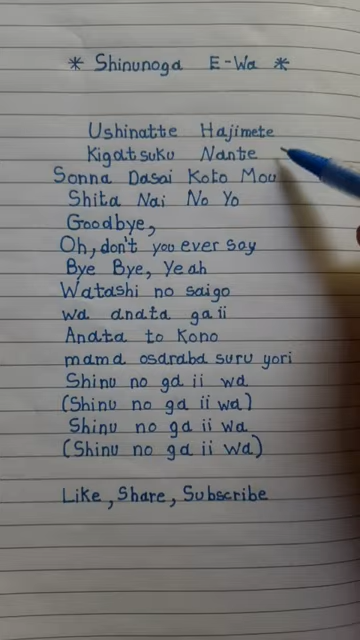 * Shinunoga E-Wa *
Ushinatte Hajimete
Kigatsuku Nante
Sonna Dasai Koto Mou
Shita Nai No Yo
Goodbye,
Oh, don't you ever say
Bye Bye, Yeah
Watashi no saigo
wa anata ga ii
Anata to Kono
mama osaraba suru yori
Shinu no ga ii wa
(Shinu no ga ii wa)
Shinu no ga ii wa
(Shinu no ga ii wa)
Like, Share, Subscribe